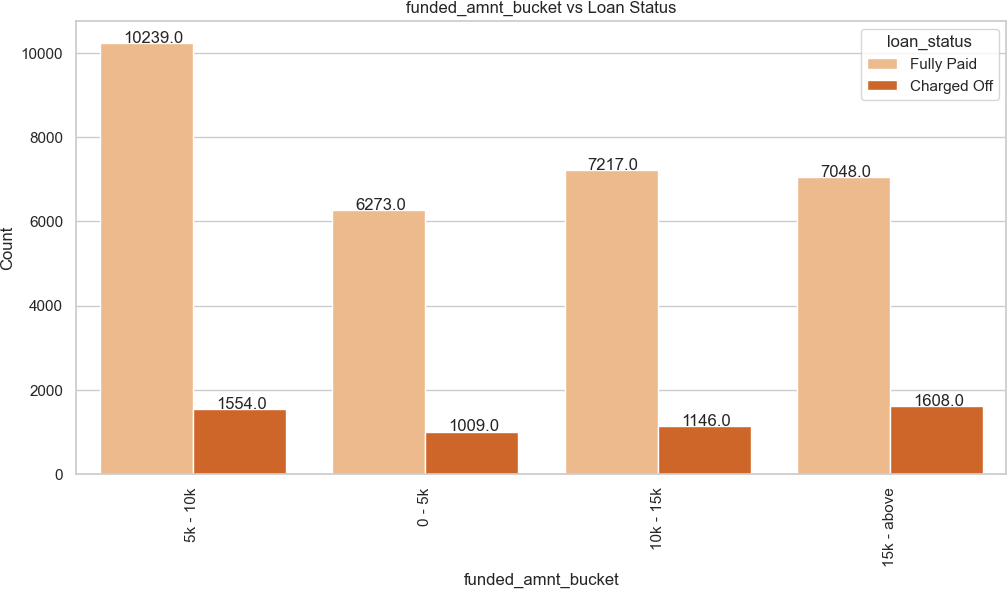 funded_amnt_bucket vs Loan Status
loan_status
Fully Paid
Charged Off
Count
10000
8000
6000
4000
2000
0
10239.0
1554.0
6273.0
1009.0
7217.0
1146.0
7048.0
1608.0
5k - 10k
0 - 5k
10k - 15k
15k - above
funded_amnt_bucket